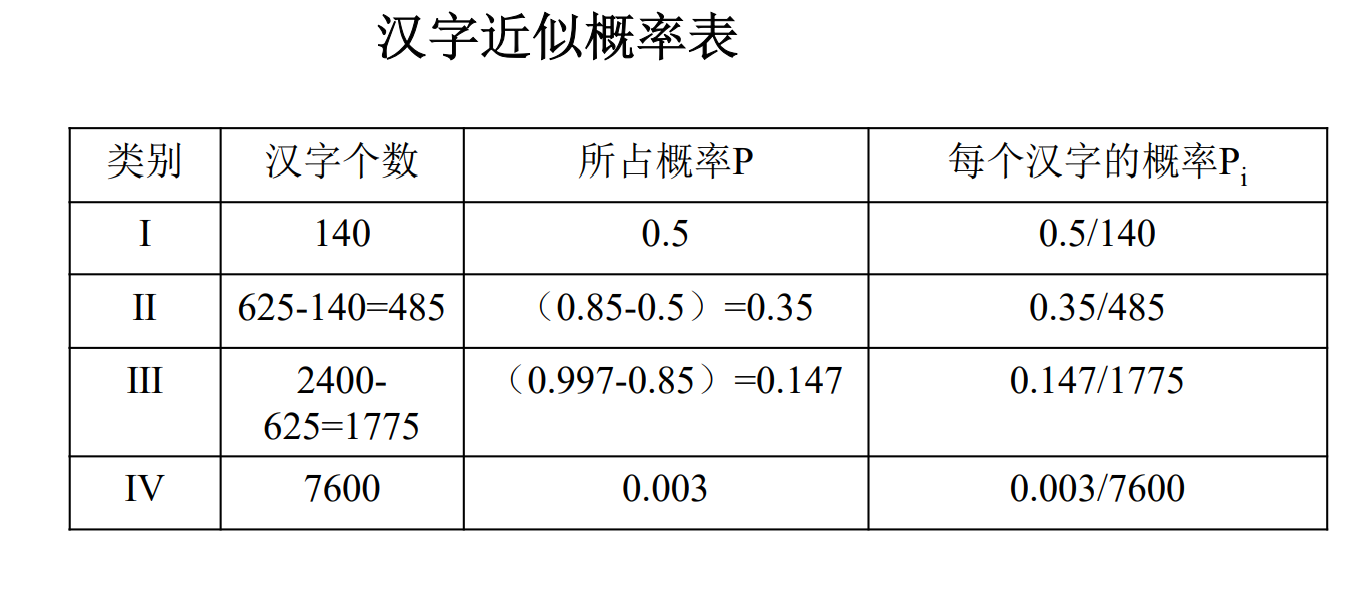 汉字近似概率表
类别 汉字个数 所占概率P 每个汉字的概率Pi
I 140 0.5 0.5/140
II 625-140=485 （0.85-0.5）=0.35 0.35/485
III 2400-
625=1775 （0.997-0.85）=0.147 0.147/1775
IV 7600 0.003 0.003/7600